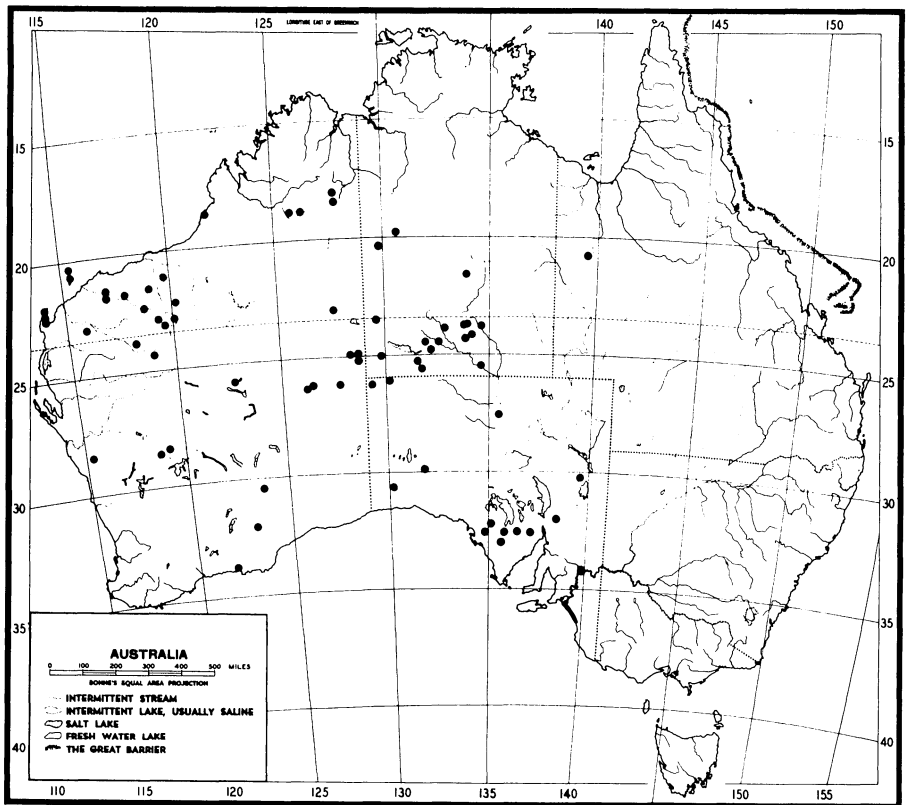 115 120 125 LONGITUDE EAST OF GREENWICH 140 145 150
15 15
20 20
25 25
30 30
35 35
40 40
AUSTRALIA
0 100 200 300 400 500 MILES
BONNE'S EQUAL AREA PROJECTION
INTERMITTENT STREAM
INTERMITTENT LAKE, USUALLY SALINE
SALT LAKE
FRESH WATER LAKE
THE GREAT BARRIER
110 115 120 125 130 135 140 145 150 155